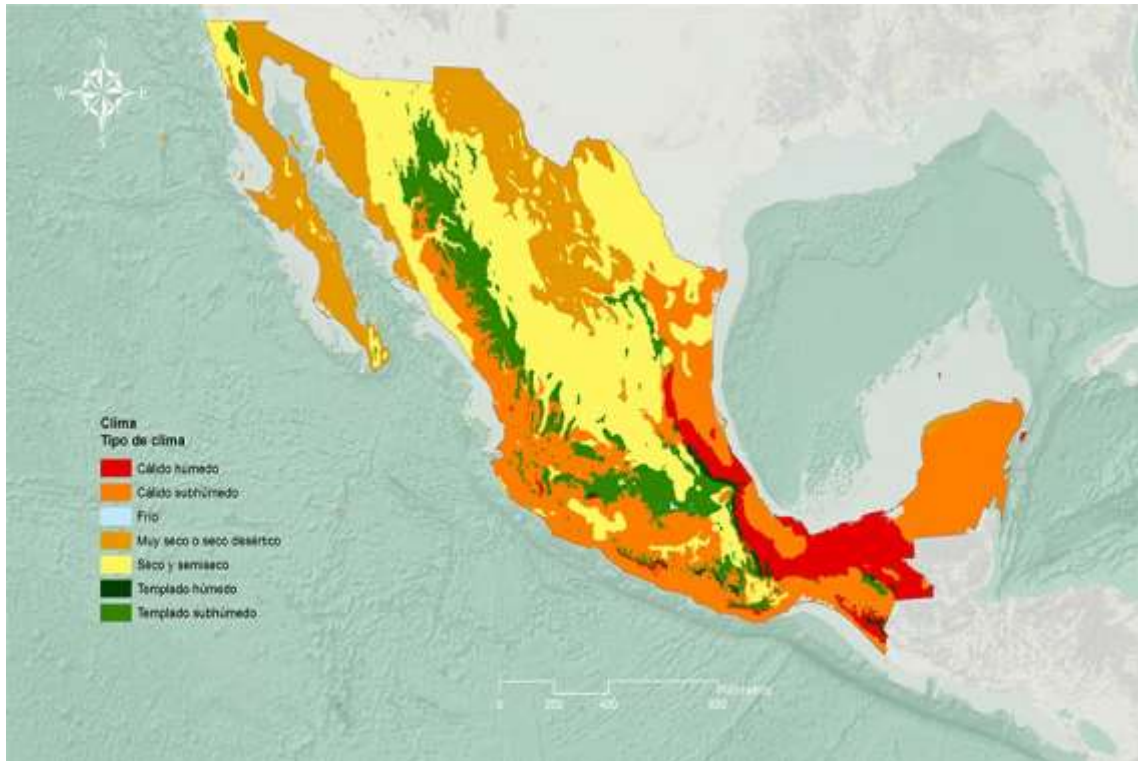 N
W E
S
Clima
Tipo de clima
Cálido húmedo
Cálido subhúmedo
Frío
Muy seco o seco desértico
Seco y semiseco
Templado húmedo
Templado subhúmedo
Kilómetros
0 200 400 800